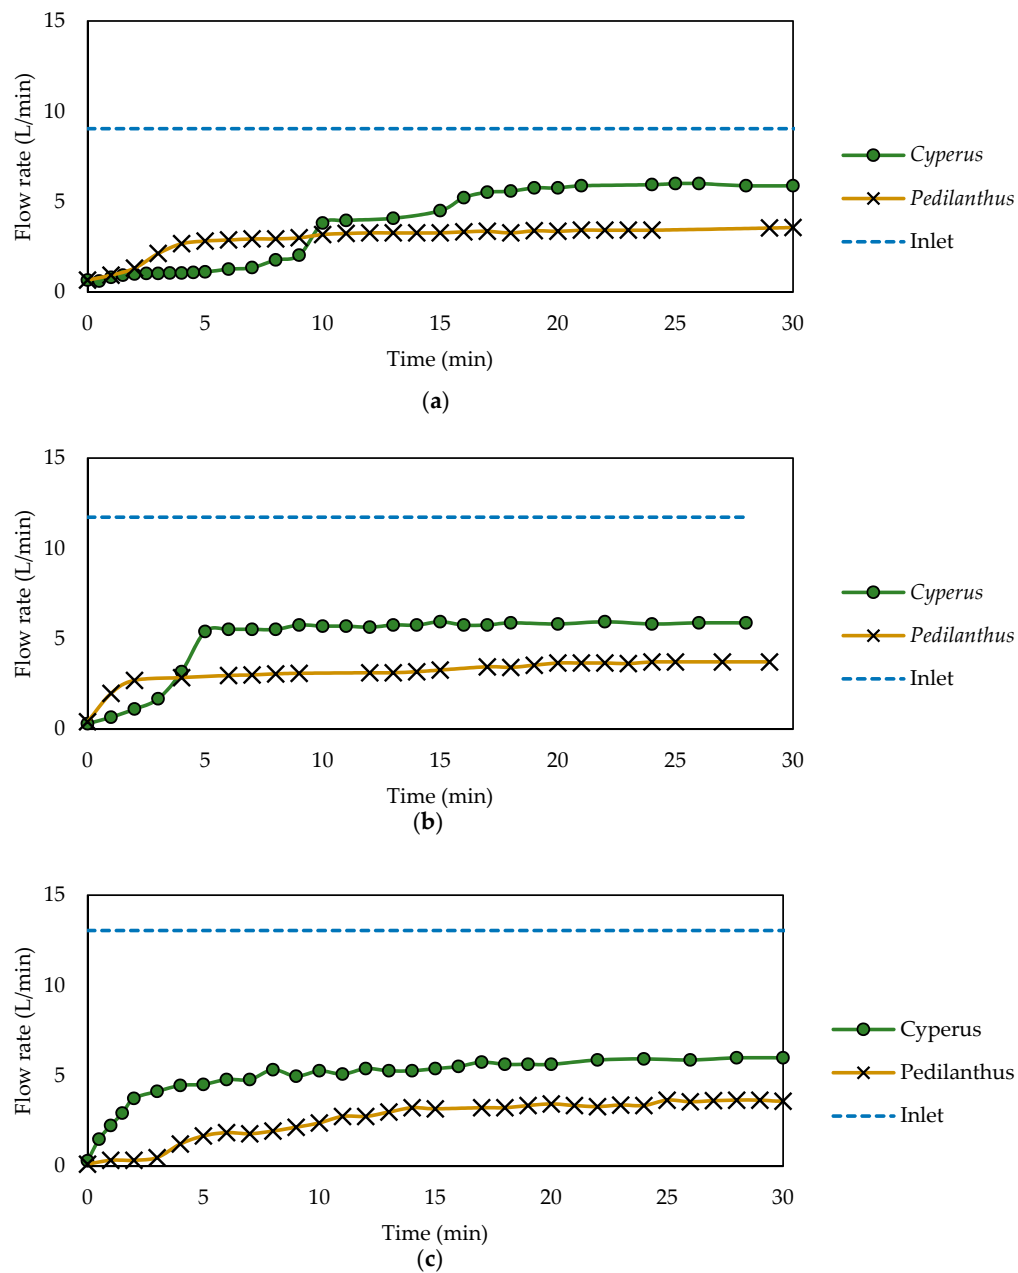 15
10
5
0
Flow rate (L/min)
0 5 10 15 20 25 30
Time (min)
Cyperus
Pedilanthus
Inlet
(a)
15
10
5
0
Flow rate (L/min)
0 5 10 15 20 25 30
Time (min)
Cyperus
Pedilanthus
Inlet
(b)
15
10
5
0
Flow rate (L/min)
0 5 10 15 20 25 30
Time (min)
Cyperus
Pedilanthus
Inlet
(c)